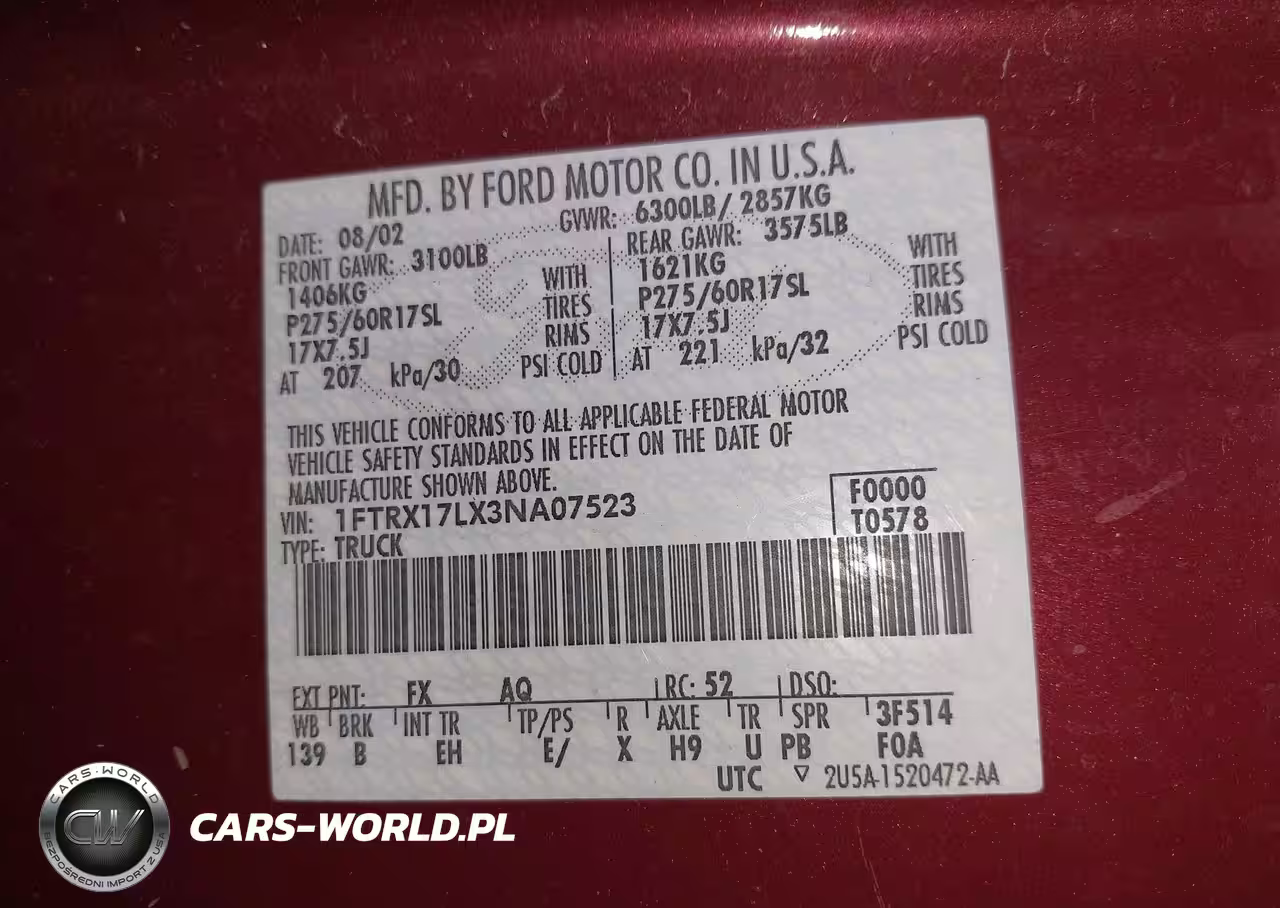 MFD. BY FORD MOTOR CO. IN U.S.A.
DATE: 08/02 GVWR: 6300LB/ 2857KG
FRONT GAWR: 3100LB REAR GAWR: 3575LB
1406KG WITH 1621KG WITH
P275/60R17SL TIRES P275/60R17SL TIRES
17X7.5J RIMS 17X7.5J RIMS
AT 207 kPa/30 PSI COLD AT 221 kPa/32 PSI COLD
THIS VEHICLE CONFORMS TO ALL APPLICABLE FEDERAL MOTOR
VEHICLE SAFETY STANDARDS IN EFFECT ON THE DATE OF
MANUFACTURE SHOWN ABOVE.
VIN: 1FTRX17LX3NA07523 F0000
TYPE: TRUCK T0578
EXT PNT: FX AQ RC: 52 DSO:
WB BRK INT TR TP/PS R AXLE TR SPR 3F514
139 B EH E/ X H9 U PB F0A
UTC ▽ 2U5A-1520472-AA
CARS-WORLD
CW
BEZPOŚREDNI IMPORT Z USA
CARS-WORLD.PL